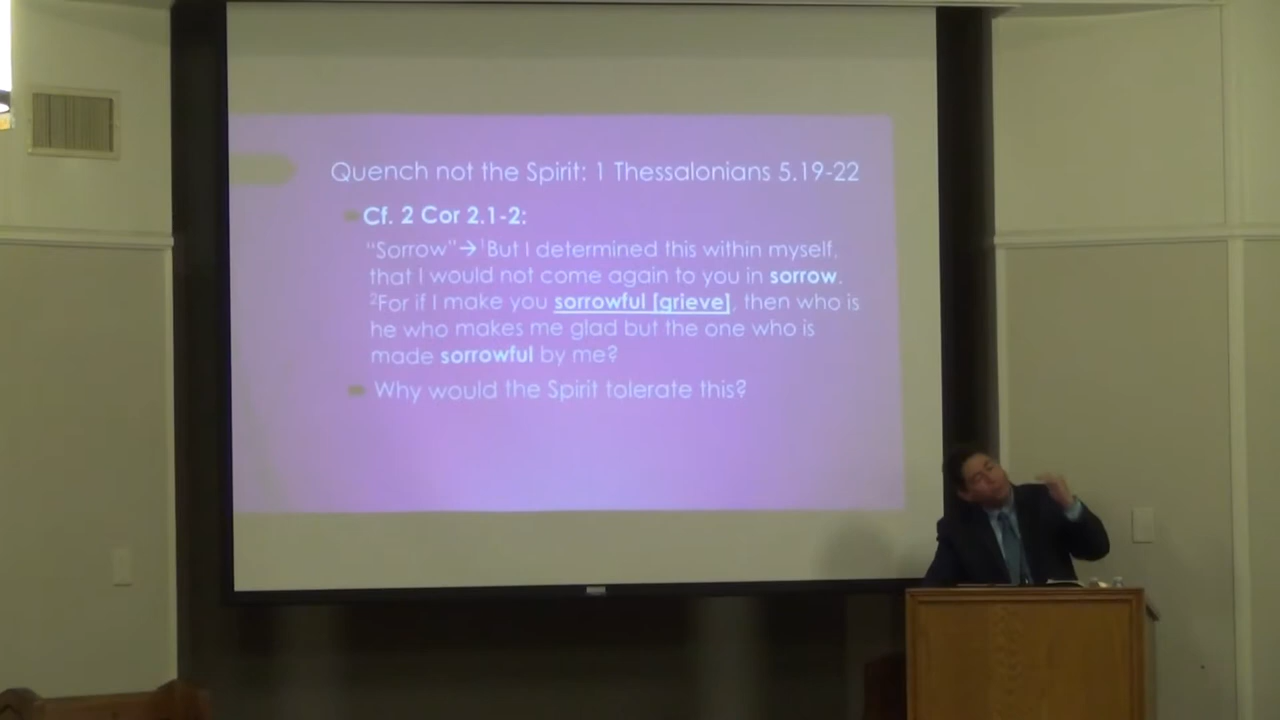 Quench not the Spirit: 1 Thessalonians 5.19-22
Cf. 2 Cor 2.1-2:
“Sorrow”→¹But I determined this within myself,
that I would not come again to you in sorrow.
²For if I make you sorrowful [grieve], then who is
he who makes me glad but the one who is
made sorrowful by me?
Why would the Spirit tolerate this?